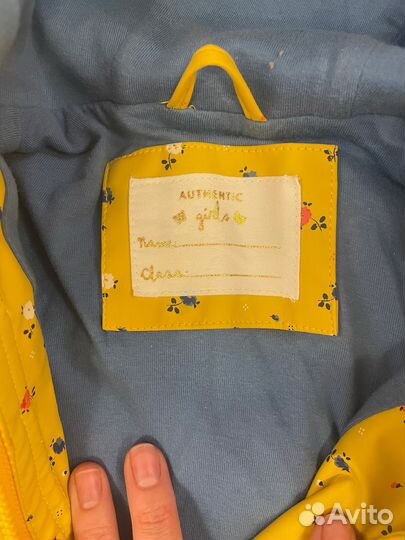 AUTHENTIC
girls
name
Class
Avito